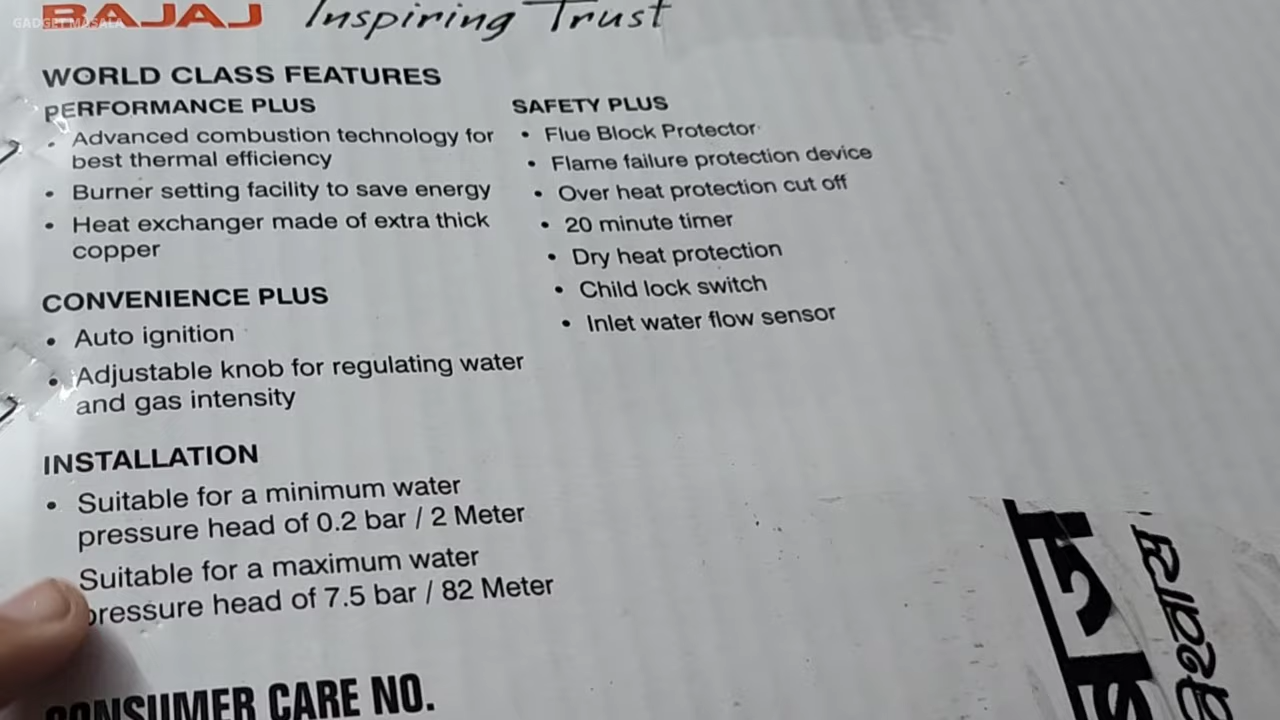 GADGET MASALA
BAJAJ Inspiring Trust
WORLD CLASS FEATURES
PERFORMANCE PLUS
• Advanced combustion technology for
best thermal efficiency
• Burner setting facility to save energy
• Heat exchanger made of extra thick
copper
CONVENIENCE PLUS
• Auto ignition
• Adjustable knob for regulating water
and gas intensity
INSTALLATION
• Suitable for a minimum water
pressure head of 0.2 bar / 2 Meter
Suitable for a maximum water
pressure head of 7.5 bar / 82 Meter
SAFETY PLUS
• Flue Block Protector
• Flame failure protection device
• Over heat protection cut off
• 20 minute timer
• Dry heat protection
• Child lock switch
• Inlet water flow sensor
CONSUMER CARE NO.
5